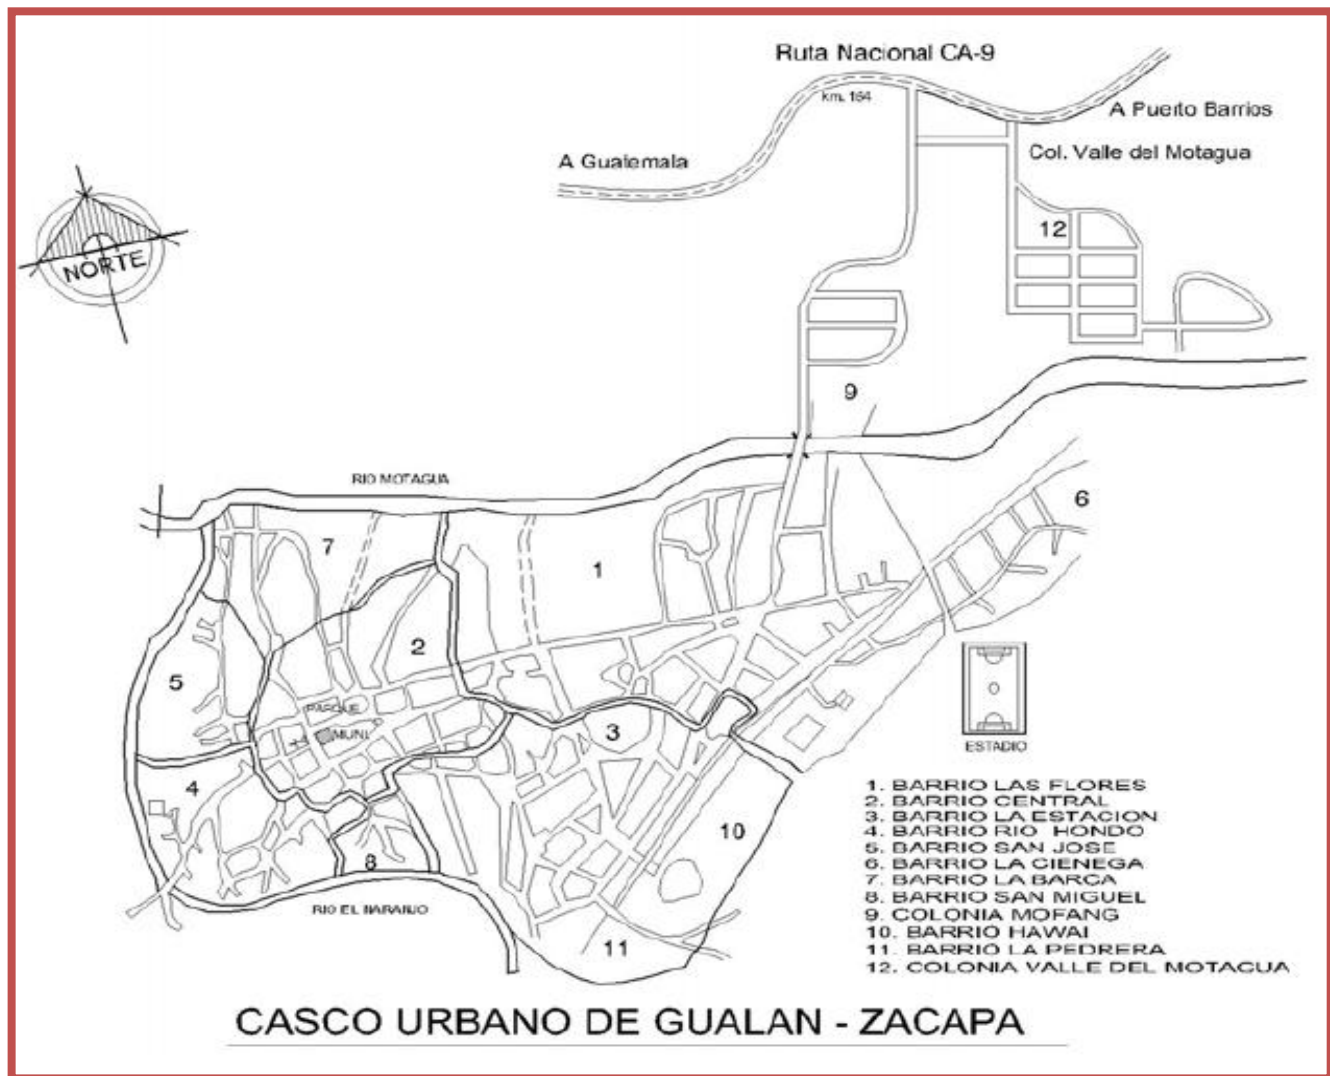 Ruta Nacional CA-9
km. 164
A Puerto Barrios
A Guatemala
Col. Valle del Motagua
12
NORTE
9
RIO MOTAGUA
6
7
1
2
5
PARQUE
MUNI.
3
ESTADIO
4
10
8
RIO EL NARANJO
11
1. BARRIO LAS FLORES
2. BARRIO CENTRAL
3. BARRIO LA ESTACION
4. BARRIO RIO HONDO
5. BARRIO SAN JOSE
6. BARRIO LA CIENEGA
7. BARRIO LA BARCA
8. BARRIO SAN MIGUEL
9. COLONIA MOFANG
10. BARRIO HAWAI
11. BARRIO LA PEDRERA
12. COLONIA VALLE DEL MOTAGUA
CASCO URBANO DE GUALAN - ZACAPA